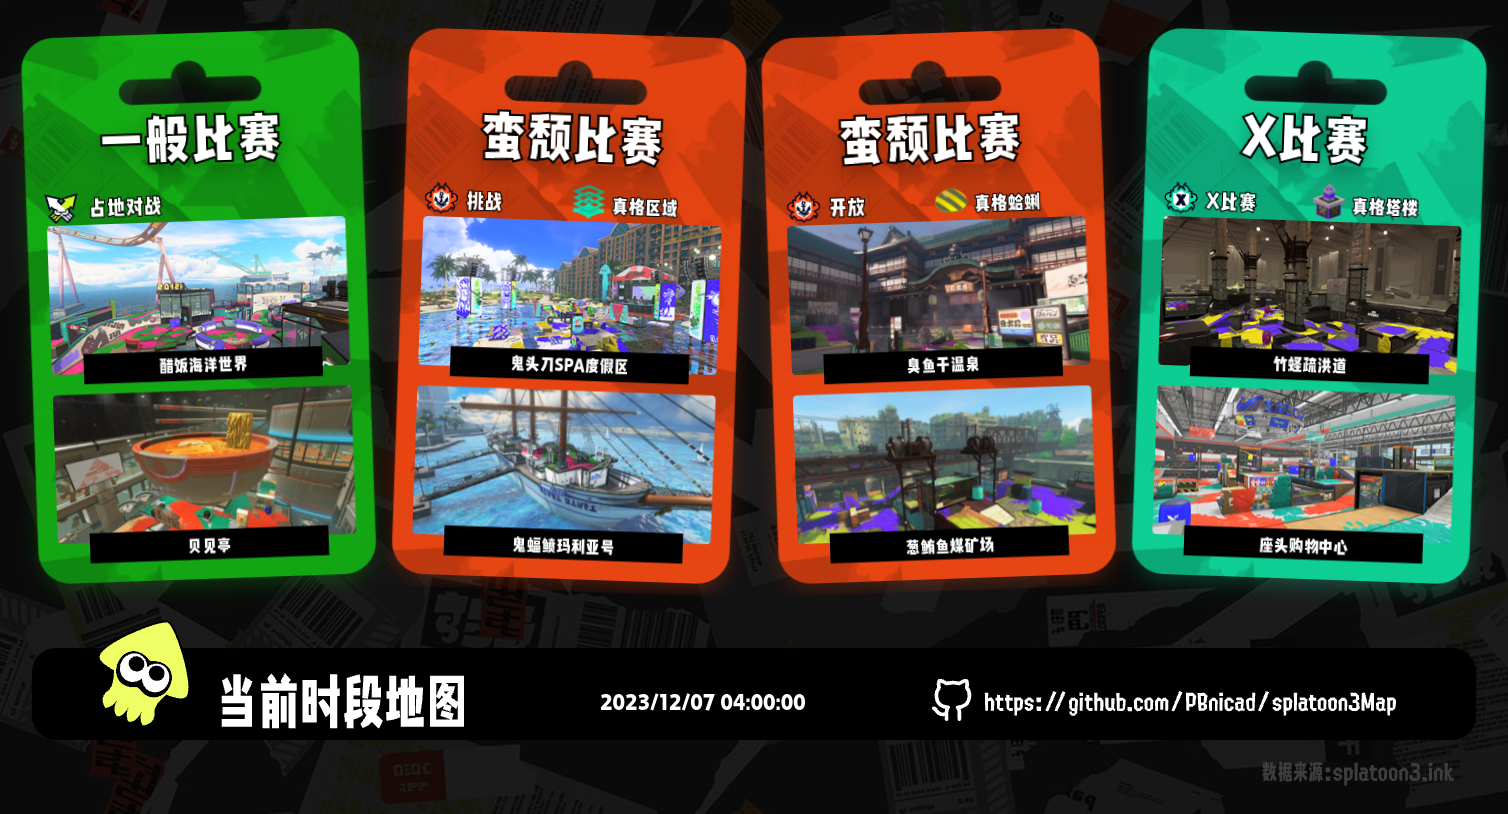 一般比赛
占地对战
醋饭海洋世界
贝见亭
蛮颓比赛
挑战
真格区域
鬼头刀SPA度假区
鬼蝠鲼玛利亚号
蛮颓比赛
开放
真格蛤蜊
臭鱼干温泉
葱鲔鱼煤矿场
X比赛
X比赛
真格塔楼
竹蛏疏洪道
座头购物中心
当前时段地图
2023/12/07 04:00:00
https://github.com/PBnicad/splatoon3Map
数据来源:splatoon3.ink